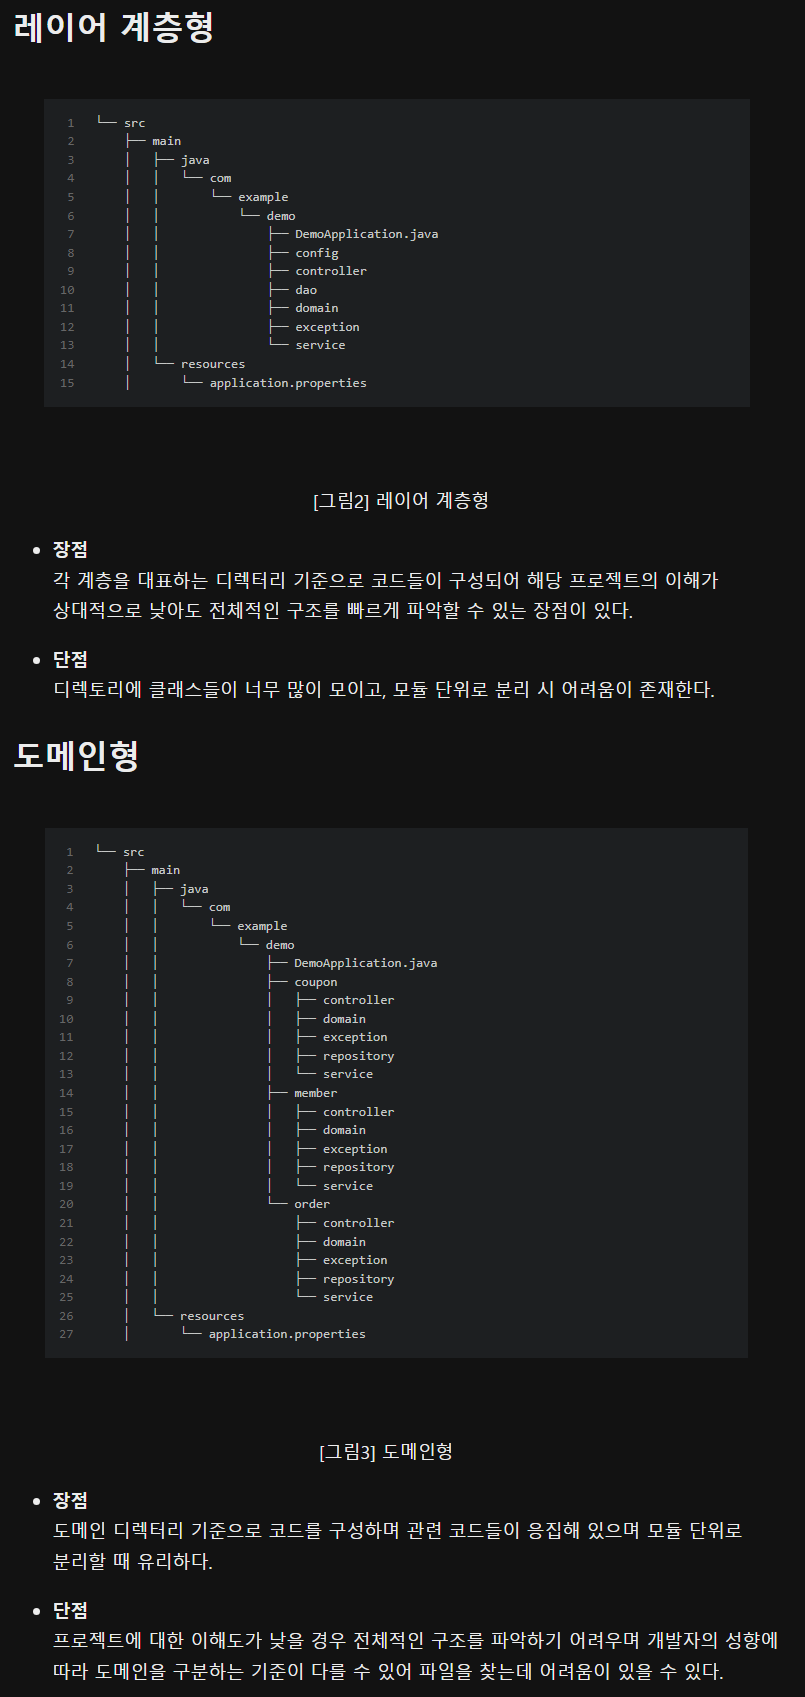 레이어 계층형
1 └── src
2     ├── main
3     │   ├── java
4     │   │   └── com
5     │   │       └── example
6     │   │           └── demo
7     │   │               ├── DemoApplication.java
8     │   │               ├── config
9     │   │               ├── controller
10     │   │               ├── dao
11     │   │               ├── domain
12     │   │               ├── exception
13     │   │               └── service
14     │   └── resources
15     │       └── application.properties
[그림2] 레이어 계층형
• 장점
각 계층을 대표하는 디렉터리 기준으로 코드들이 구성되어 해당 프로젝트의 이해가
상대적으로 낮아도 전체적인 구조를 빠르게 파악할 수 있는 장점이 있다.
• 단점
디렉토리에 클래스들이 너무 많이 모이고, 모듈 단위로 분리 시 어려움이 존재한다.
도메인형
1 └── src
2     ├── main
3     │   ├── java
4     │   │   └── com
5     │   │       └── example
6     │   │           └── demo
7     │   │               ├── DemoApplication.java
8     │   │               ├── coupon
9     │   │               │   ├── controller
10     │   │               │   ├── domain
11     │   │               │   ├── exception
12     │   │               │   ├── repository
13     │   │               │   └── service
14     │   │               ├── member
15     │   │               │   ├── controller
16     │   │               │   ├── domain
17     │   │               │   ├── exception
18     │   │               │   ├── repository
19     │   │               │   └── service
20     │   │               └── order
21     │   │                   ├── controller
22     │   │                   ├── domain
23     │   │                   ├── exception
24     │   │                   ├── repository
25     │   │                   └── service
26     │   └── resources
27     │       └── application.properties
[그림3] 도메인형
• 장점
도메인 디렉터리 기준으로 코드를 구성하며 관련 코드들이 응집해 있으며 모듈 단위로
분리할 때 유리하다.
• 단점
프로젝트에 대한 이해도가 낮을 경우 전체적인 구조를 파악하기 어려우며 개발자의 성향에
따라 도메인을 구분하는 기준이 다를 수 있어 파일을 찾는데 어려움이 있을 수 있다.